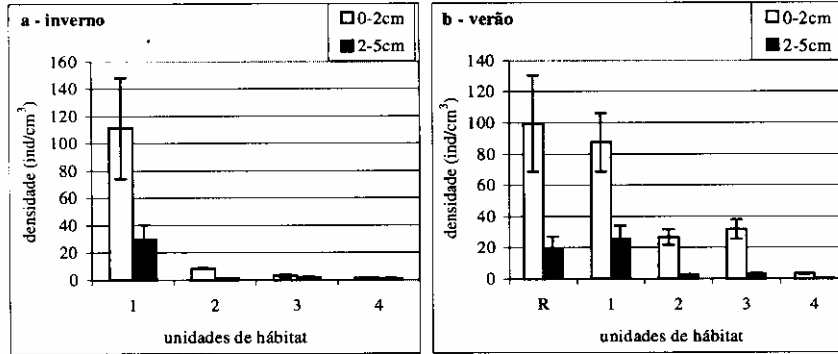 a - inverno
0-2cm
2-5cm
160
140
120
100
80
60
40
20
0
densidade (ind/cm³)
1 2 3 4
unidades de hábitat
b - verão
0-2cm
2-5cm
140
120
100
80
60
40
20
0
densidade (ind/cm³)
R 1 2 3 4
unidades de hábitat